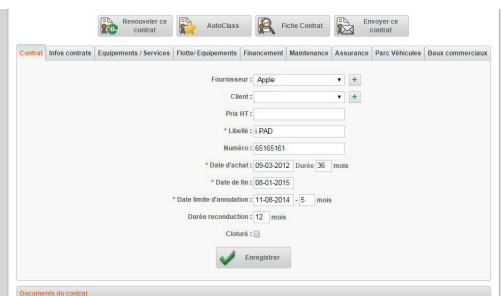 Renouveler ce contrat
AutoClass
Fiche Contrat
Envoyer ce contrat
Contrat Infos contrats Equipements / Services Flotte/ Equipements Financement Maintenance Assurance Parc Véhicules Baux commerciaux
Fournisseur : Apple +
Client : +
Prix HT :
* Libellé : i PAD
Numéro : 65165161
* Date d'achat : 09-03-2012 Durée 36 mois
* Date de fin : 08-01-2015
* Date limite d'annulation : 11-08-2014 - 5 mois
Durée reconduction : 12 mois
Cloturé :
Enregistrer
Documents du contrat